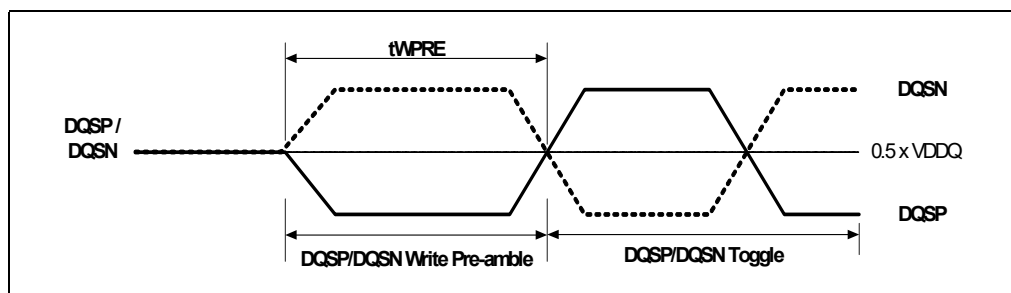 tWPRE
DQSN
DQSP /
DQSN
0.5 x VDDQ
DQSP
DQSP/DQSN Write Pre-amble
DQSP/DQSN Toggle